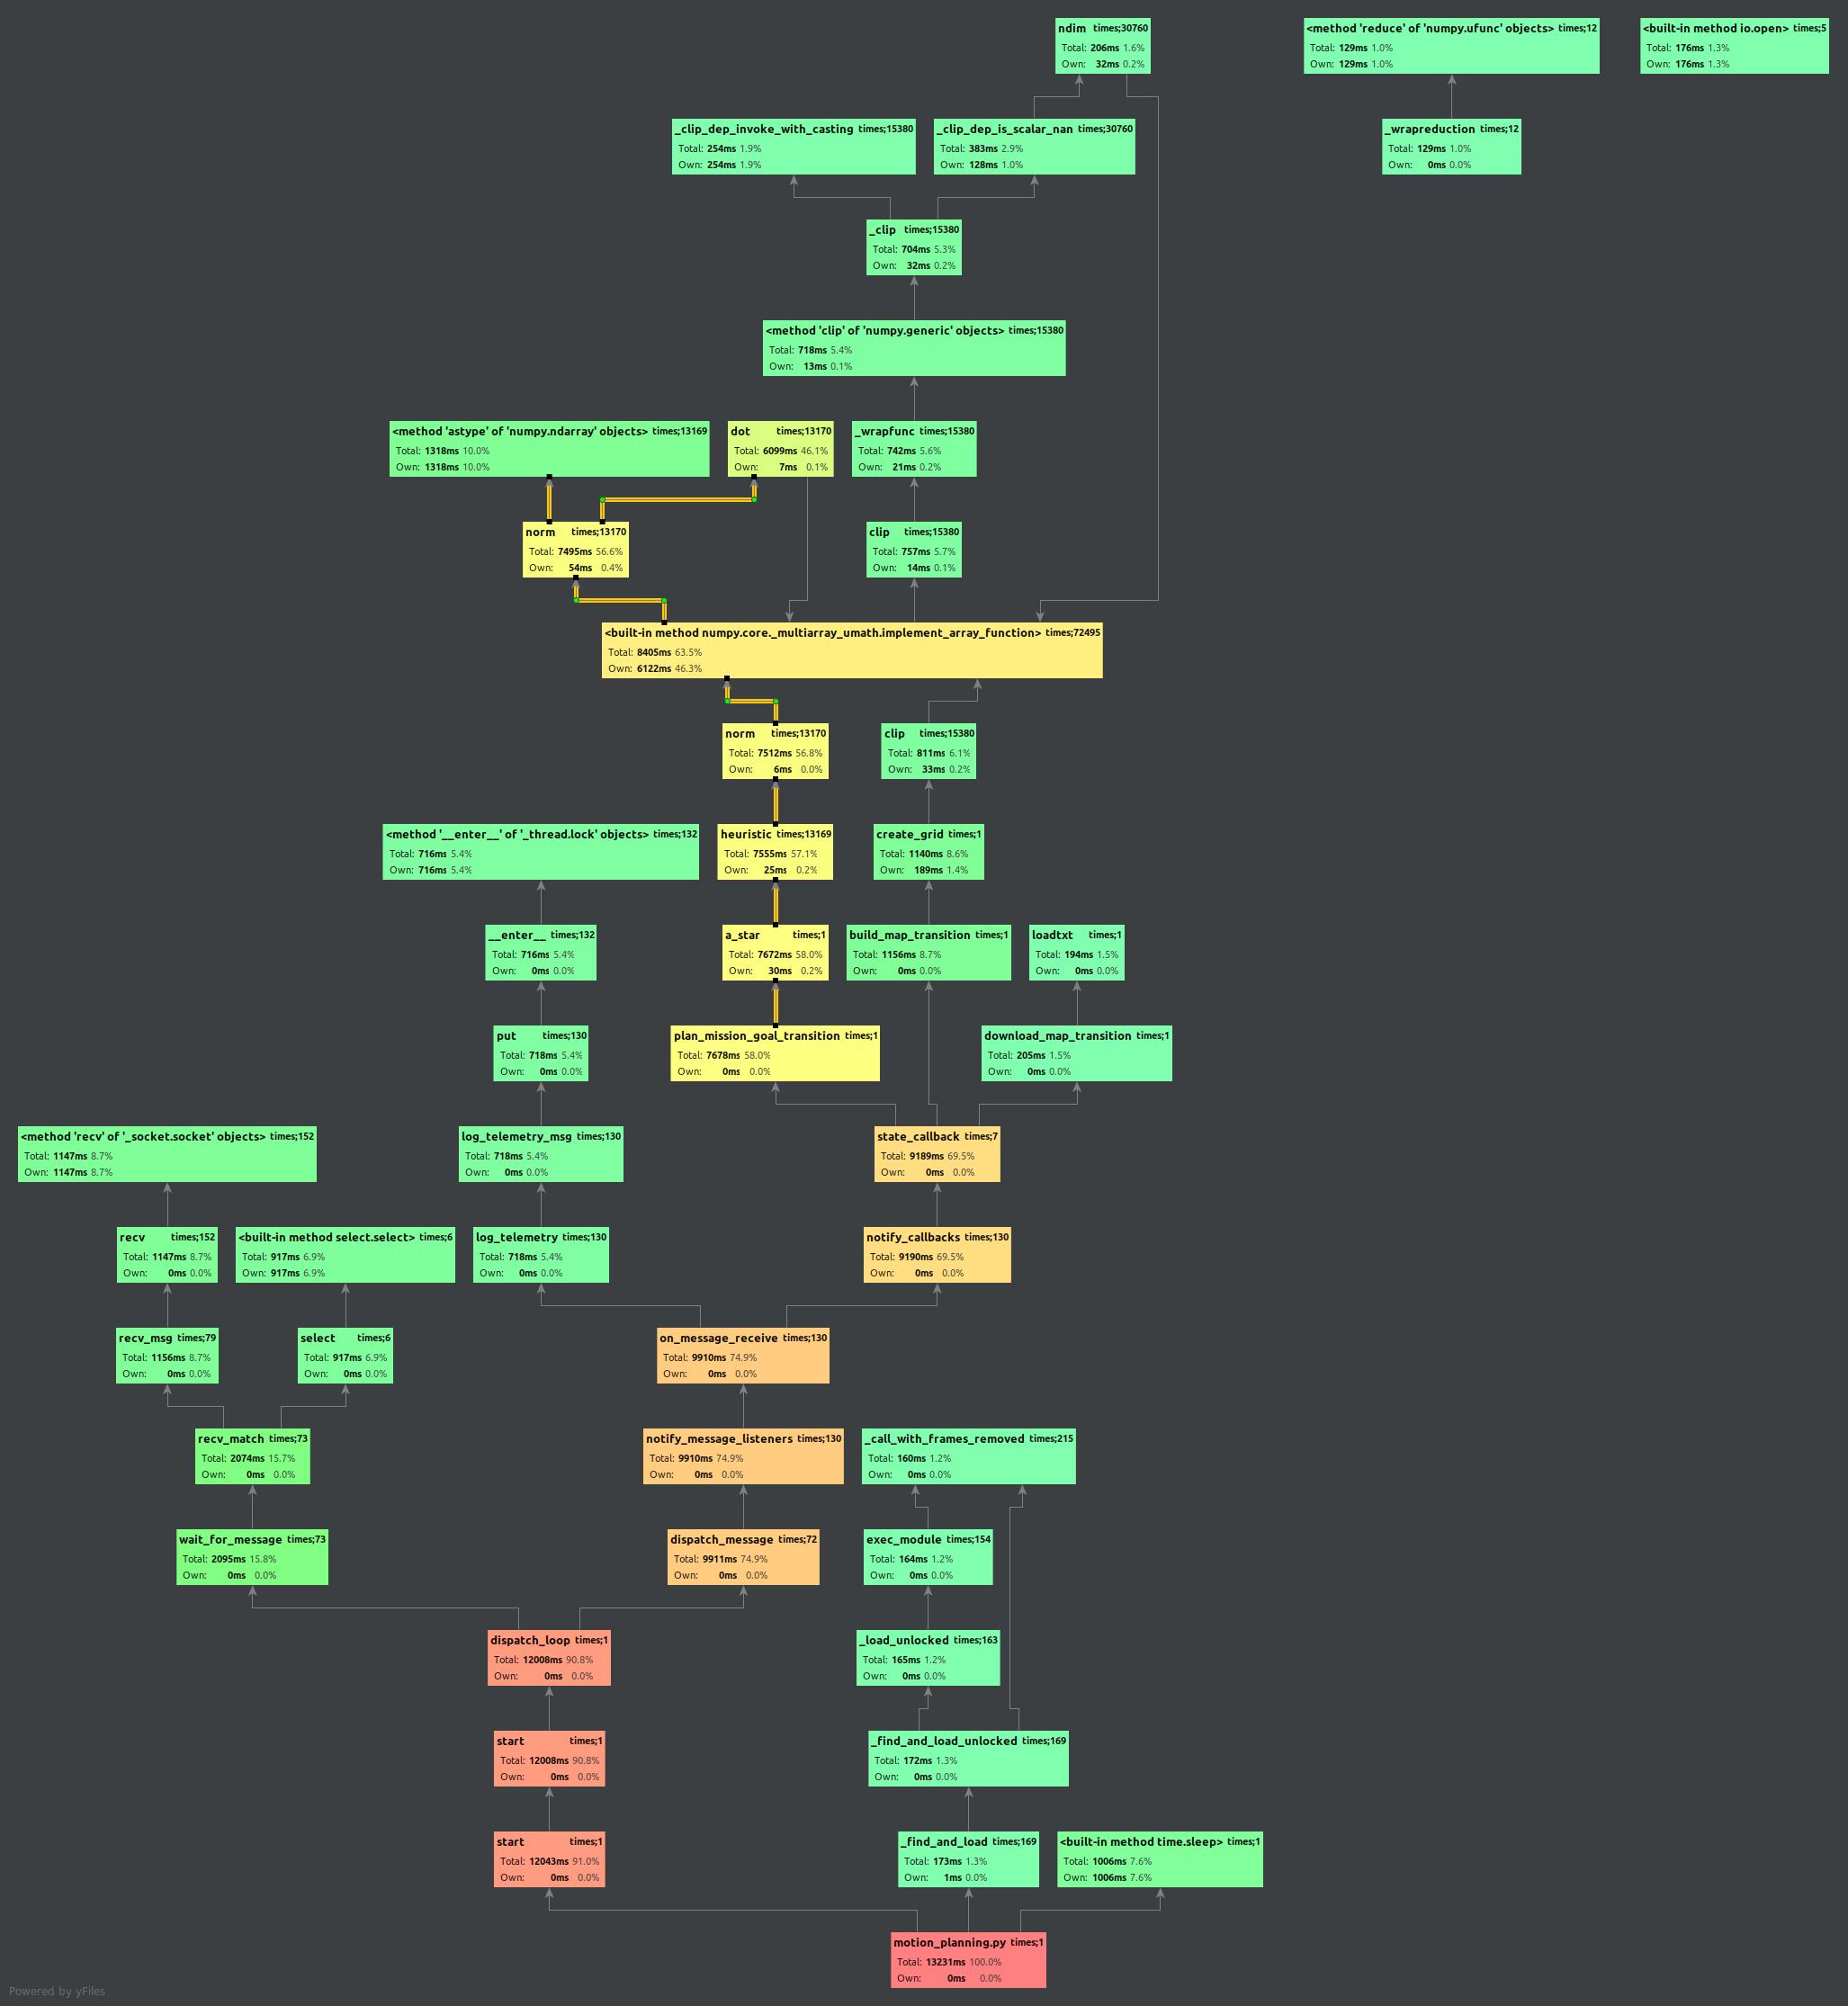 ndim times;30760
Total: 206ms 1.6%
Own: 32ms 0.2%
<method 'reduce' of 'numpy.ufunc' objects> times;12
Total: 129ms 1.0%
Own: 129ms 1.0%
<built-in method io.open> times;5
Total: 176ms 1.3%
Own: 176ms 1.3%
_clip_dep_invoke_with_casting times;15380
Total: 254ms 1.9%
Own: 254ms 1.9%
_clip_dep_is_scalar_nan times;30760
Total: 383ms 2.9%
Own: 128ms 1.0%
_wrapreduction times;12
Total: 129ms 1.0%
Own: 0ms 0.0%
_clip times;15380
Total: 704ms 5.3%
Own: 32ms 0.2%
<method 'clip' of 'numpy.generic' objects> times;15380
Total: 718ms 5.4%
Own: 13ms 0.1%
<method 'astype' of 'numpy.ndarray' objects> times;13169
Total: 1318ms 10.0%
Own: 1318ms 10.0%
dot times;13170
Total: 6099ms 46.1%
Own: 7ms 0.1%
_wrapfunc times;15380
Total: 742ms 5.6%
Own: 21ms 0.2%
norm times;13170
Total: 7495ms 56.6%
Own: 54ms 0.4%
clip times;15380
Total: 757ms 5.7%
Own: 14ms 0.1%
<built-in method numpy.core._multiarray_umath.implement_array_function> times;72495
Total: 8405ms 63.5%
Own: 6122ms 46.3%
norm times;13170
Total: 7512ms 56.8%
Own: 6ms 0.0%
clip times;15380
Total: 811ms 6.1%
Own: 33ms 0.2%
<method '__enter__' of '_thread.lock' objects> times;132
Total: 716ms 5.4%
Own: 716ms 5.4%
heuristic times;13169
Total: 7555ms 57.1%
Own: 25ms 0.2%
create_grid times;1
Total: 1140ms 8.6%
Own: 189ms 1.4%
__enter__ times;132
Total: 716ms 5.4%
Own: 0ms 0.0%
a_star times;1
Total: 7672ms 58.0%
Own: 30ms 0.2%
build_map_transition times;1
Total: 1156ms 8.7%
Own: 0ms 0.0%
loadtxt times;1
Total: 194ms 1.5%
Own: 0ms 0.0%
put times;130
Total: 718ms 5.4%
Own: 0ms 0.0%
plan_mission_goal_transition times;1
Total: 7678ms 58.0%
Own: 0ms 0.0%
download_map_transition times;1
Total: 205ms 1.5%
Own: 0ms 0.0%
<method 'recv' of '_socket.socket' objects> times;152
Total: 1147ms 8.7%
Own: 1147ms 8.7%
log_telemetry_msg times;130
Total: 718ms 5.4%
Own: 0ms 0.0%
state_callback times;7
Total: 9189ms 69.5%
Own: 0ms 0.0%
recv times;152
Total: 1147ms 8.7%
Own: 0ms 0.0%
<built-in method select.select> times;6
Total: 917ms 6.9%
Own: 917ms 6.9%
log_telemetry times;130
Total: 718ms 5.4%
Own: 0ms 0.0%
notify_callbacks times;130
Total: 9190ms 69.5%
Own: 0ms 0.0%
recv_msg times;79
Total: 1156ms 8.7%
Own: 0ms 0.0%
select times;6
Total: 917ms 6.9%
Own: 0ms 0.0%
on_message_receive times;130
Total: 9910ms 74.9%
Own: 0ms 0.0%
recv_match times;73
Total: 2074ms 15.7%
Own: 0ms 0.0%
notify_message_listeners times;130
Total: 9910ms 74.9%
Own: 0ms 0.0%
_call_with_frames_removed times;215
Total: 160ms 1.2%
Own: 0ms 0.0%
wait_for_message times;73
Total: 2095ms 15.8%
Own: 0ms 0.0%
dispatch_message times;72
Total: 9911ms 74.9%
Own: 0ms 0.0%
exec_module times;154
Total: 164ms 1.2%
Own: 0ms 0.0%
dispatch_loop times;1
Total: 12008ms 90.8%
Own: 0ms 0.0%
_load_unlocked times;163
Total: 165ms 1.2%
Own: 0ms 0.0%
start times;1
Total: 12008ms 90.8%
Own: 0ms 0.0%
_find_and_load_unlocked times;169
Total: 172ms 1.3%
Own: 0ms 0.0%
start times;1
Total: 12043ms 91.0%
Own: 0ms 0.0%
_find_and_load times;169
Total: 173ms 1.3%
Own: 1ms 0.0%
<built-in method time.sleep> times;1
Total: 1006ms 7.6%
Own: 1006ms 7.6%
motion_planning.py times;1
Total: 13231ms 100.0%
Own: 0ms 0.0%
Powered by yFiles